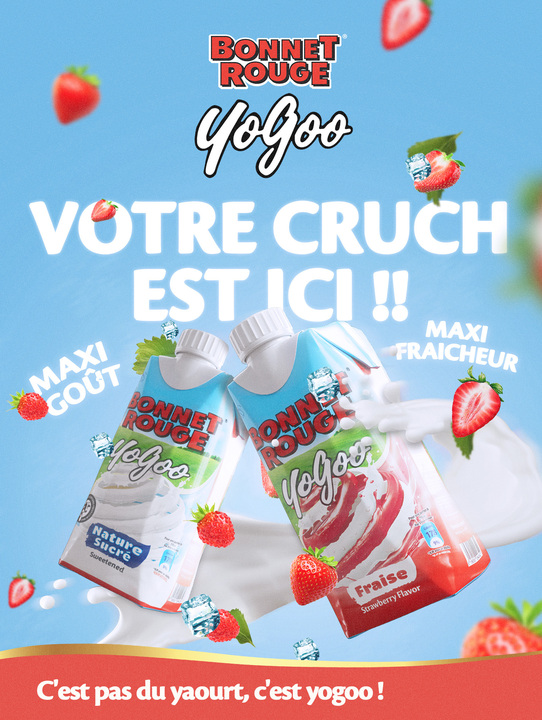 BONNET
ROUGE
YoGoo
VOTRE CRUCH
EST ICI !!
MAXI
GOÛT
MAXI
FRAICHEUR
BONNET
ROUGE
YoGoo
Nature
Sucré
Sweetened
BONNE
ROUGE
YoGoo
Fraise
Strawberry Flavor
C'est pas du yaourt, c'est yogoo !